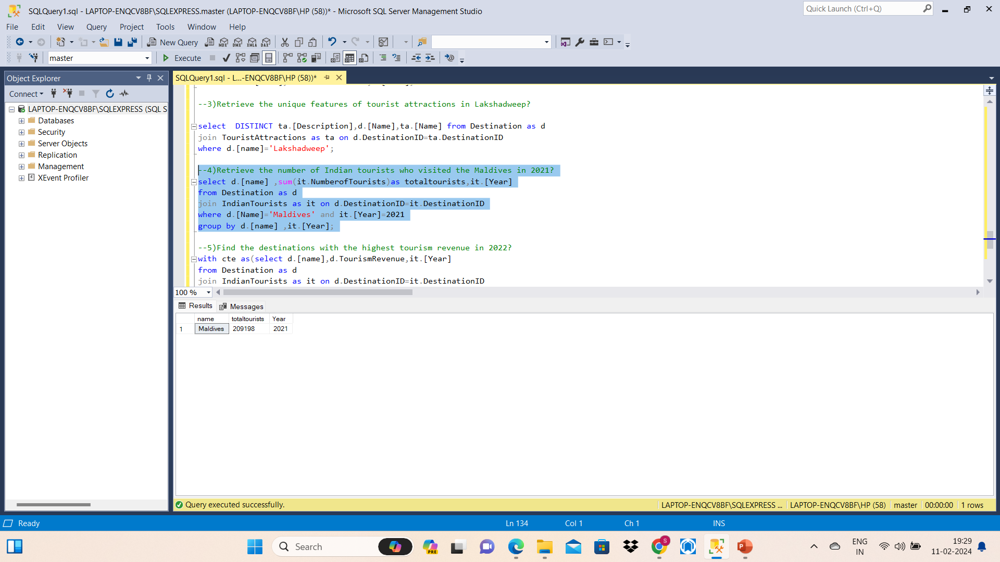 SQLQuery1.sql - LAPTOP-ENQCV8BF\SQLEXPRESS.master (LAPTOP-ENQCV8BF\HP (58))* - Microsoft SQL Server Management Studio
Quick Launch (Ctrl+Q)
File Edit View Query Project Tools Window Help
New Query MDX DMX XMLA DAX
master Execute
Object Explorer
SQLQuery1.sql - L...-ENQCV8BF\HP (58))*
Connect
LAPTOP-ENQCV8BF\SQLEXPRESS (SQL S
Databases
Security
Server Objects
Replication
Management
XEvent Profiler
--3)Retrieve the unique features of tourist attractions in Lakshadweep?
select  DISTINCT ta.[Description],d.[Name],ta.[Name] from Destination as d
join TouristAttractions as ta on d.DestinationID=ta.DestinationID
where d.[name]='Lakshadweep';
--4)Retrieve the number of Indian tourists who visited the Maldives in 2021?
select d.[name] ,sum(it.NumberofTourists)as totaltourists,it.[Year]
from Destination as d
join IndianTourists as it on d.DestinationID=it.DestinationID
where d.[Name]='Maldives' and it.[Year]=2021
group by d.[name] ,it.[Year];
--5)Find the destinations with the highest tourism revenue in 2022?
with cte as(select d.[name],d.TourismRevenue,it.[Year]
from Destination as d
join IndianTourists as it on d.DestinationID=it.DestinationID
100 %
Results Messages
name totaltourists Year
1 Maldives 209198 2021
Query executed successfully. LAPTOP-ENQCV8BF\SQLEXPRESS ... LAPTOP-ENQCV8BF\HP (58) master 00:00:00 1 rows
Ready Ln 134 Col 1 Ch 1 INS
Search PRE S ENG IN 19:29 11-02-2024